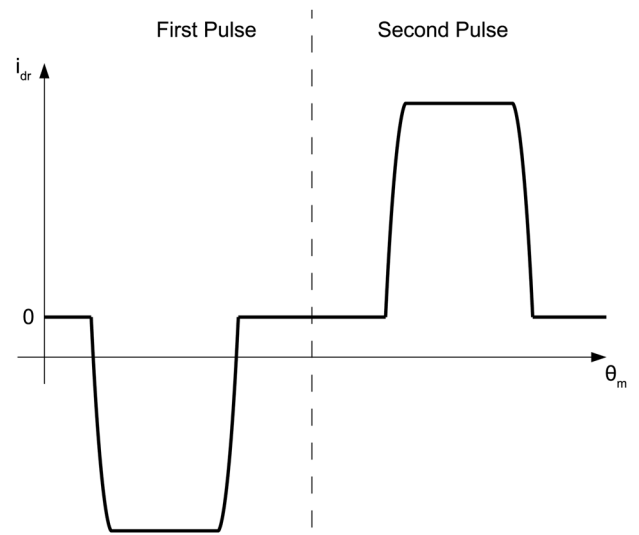 First Pulse
Second Pulse
i_dr
0
θ_m